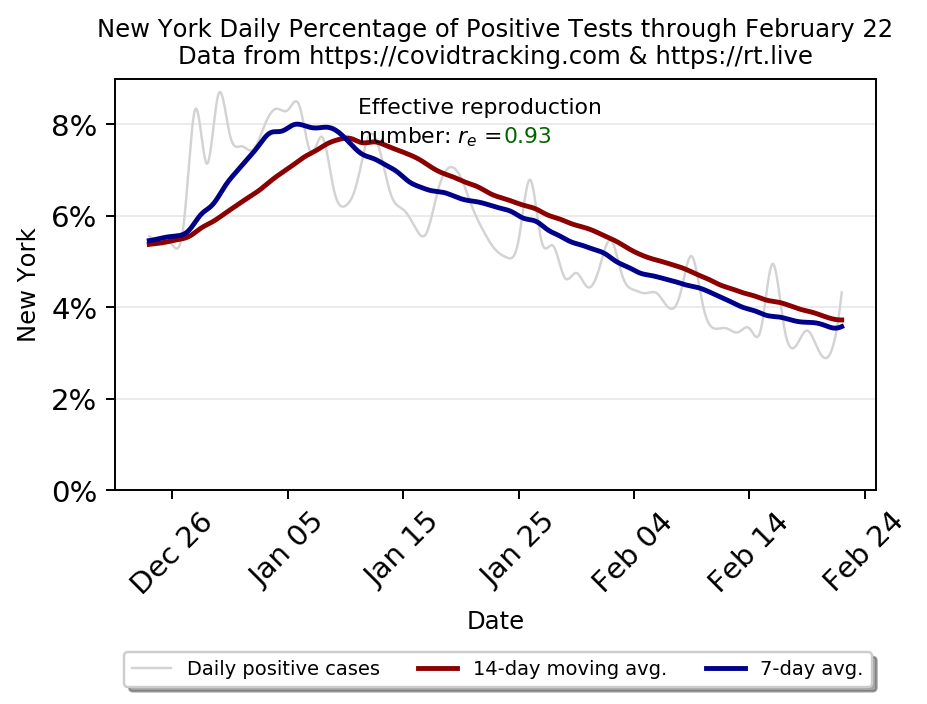 New York Daily Percentage of Positive Tests through February 22
Data from https://covidtracking.com & https://rt.live
Effective reproduction
number: rₑ =0.93
8%
6%
4%
2%
0%
New York
Dec 26
Jan 05
Jan 15
Jan 25
Feb 04
Feb 14
Feb 24
Date
Daily positive cases
14-day moving avg.
7-day avg.